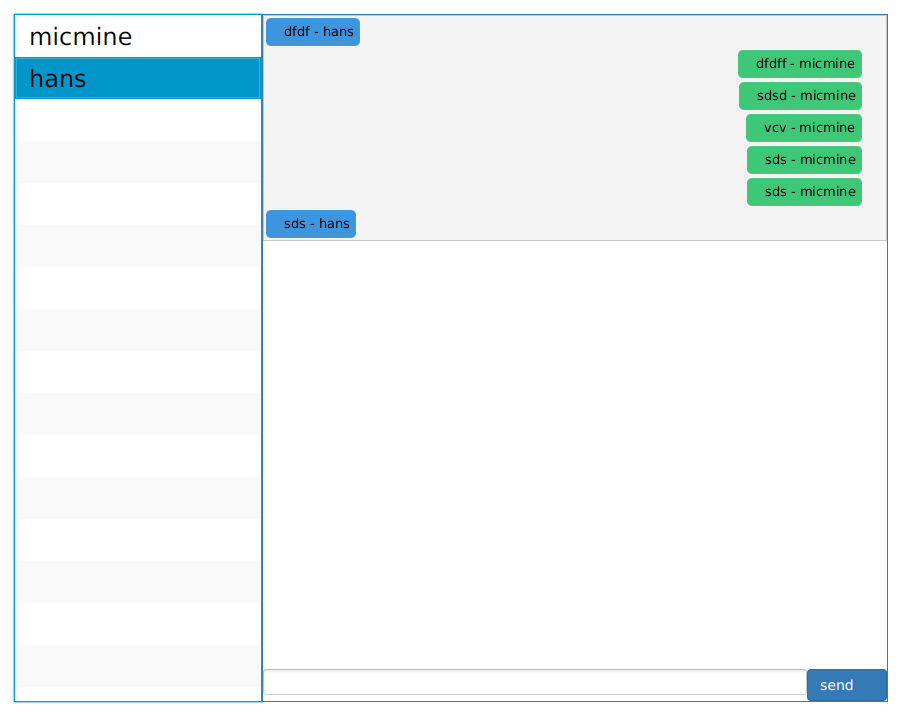 micmine
hans
dfdf - hans
dfdff - micmine
sdsd - micmine
vcv - micmine
sds - micmine
sds - micmine
sds - hans
send